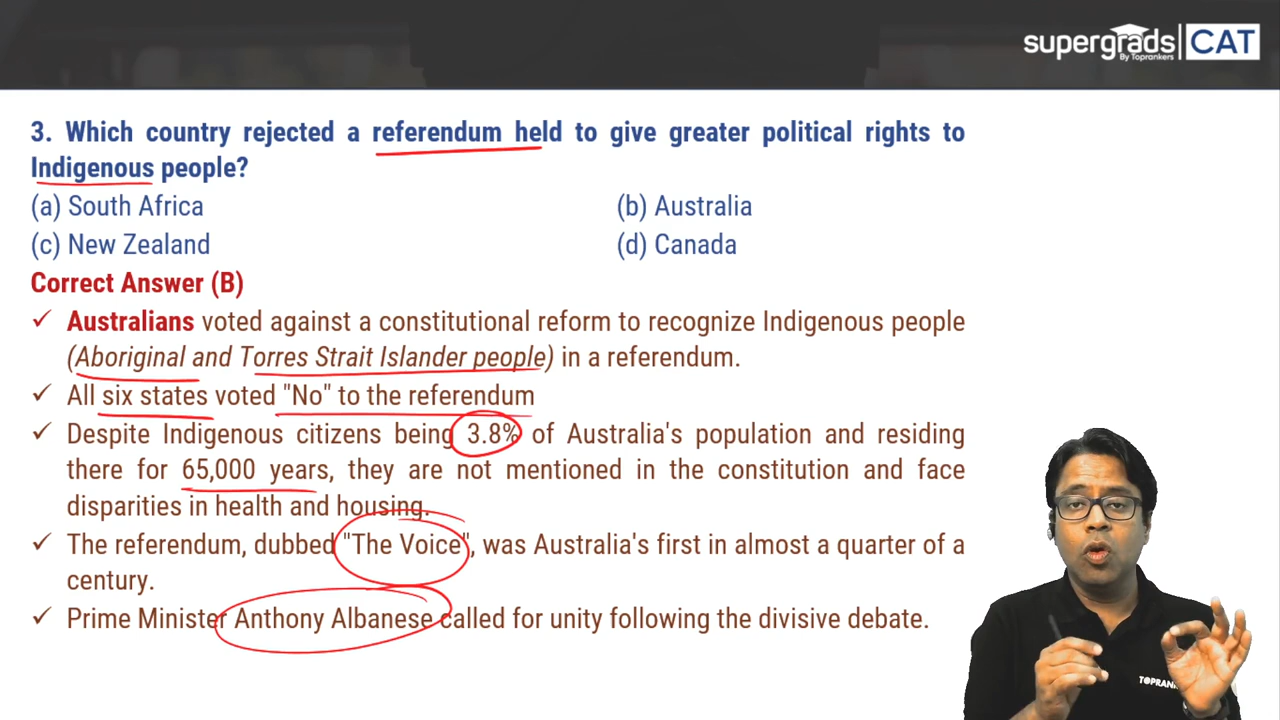 supergrads CAT
By Toprankers
3. Which country rejected a referendum held to give greater political rights to
Indigenous people?
(a) South Africa (b) Australia
(c) New Zealand (d) Canada
Correct Answer (B)
✓ Australians voted against a constitutional reform to recognize Indigenous people
(Aboriginal and Torres Strait Islander people) in a referendum.
✓ All six states voted "No" to the referendum
✓ Despite Indigenous citizens being 3.8% of Australia's population and residing
there for 65,000 years, they are not mentioned in the constitution and face
disparities in health and housing.
✓ The referendum, dubbed "The Voice", was Australia's first in almost a quarter of a
century.
✓ Prime Minister Anthony Albanese called for unity following the divisive debate.